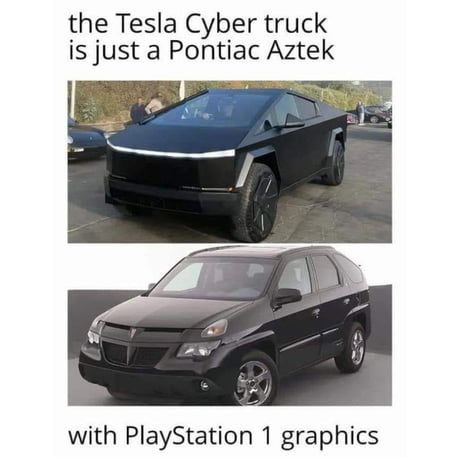 the Tesla Cyber truck
is just a Pontiac Aztek
with PlayStation 1 graphics